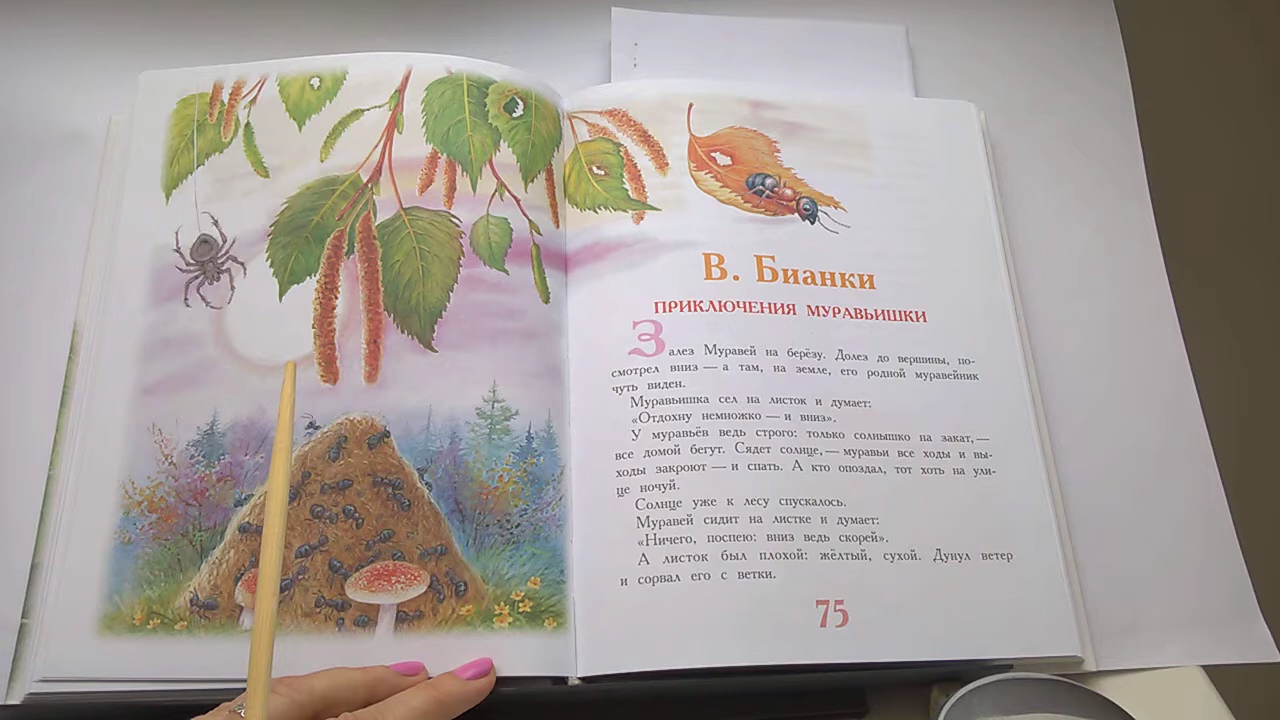 В. Бианки
ПРИКЛЮЧЕНИЯ МУРАВЬИШКИ
Залез Муравей на берёзу. Долез до вершины, по-
смотрел вниз — а там, на земле, его родной муравейник
чуть виден.
Муравьишка сел на листок и думает:
«Отдохну немножко — и вниз».
У муравьёв ведь строго: только солнышко на закат, —
все домой бегут. Сядет солнце, — муравьи все ходы и вы-
ходы закроют — и спать. А кто опоздал, тот хоть на ули-
це ночуй.
Солнце уже к лесу спускалось.
Муравей сидит на листке и думает:
«Ничего, поспею: вниз ведь скорей».
А листок был плохой: жёлтый, сухой. Дунул ветер
и сорвал его с ветки.
75